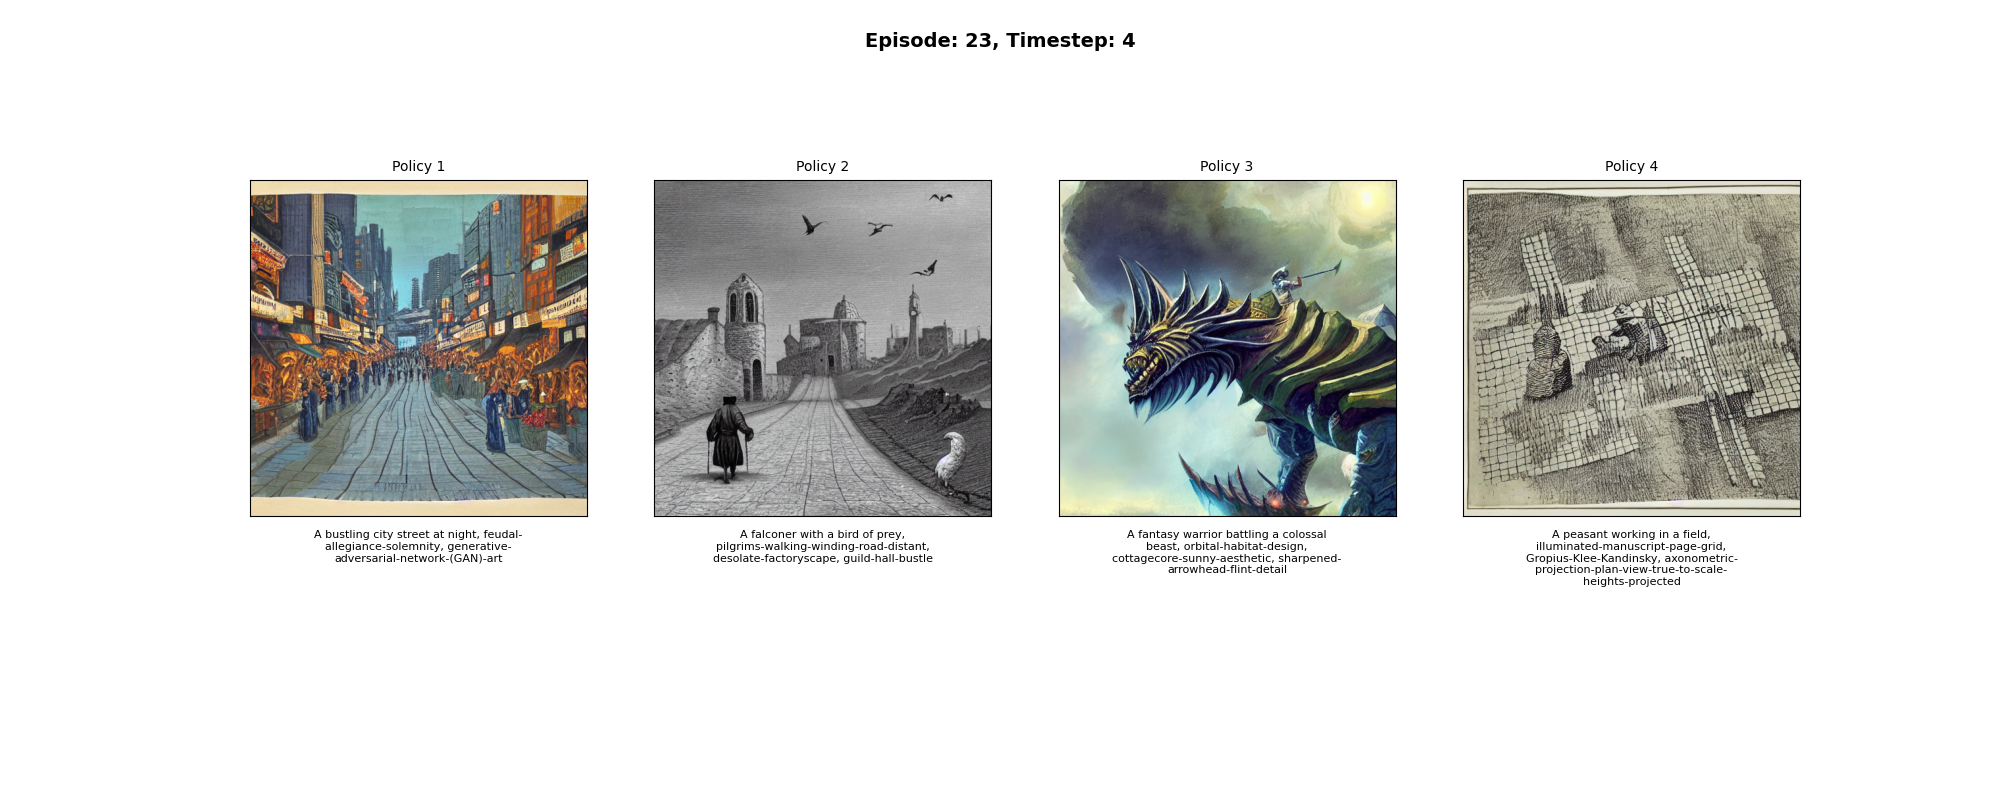 Episode: 23, Timestep: 4
Policy 1
Policy 2
Policy 3
Policy 4
A bustling city street at night, feudal-
allegiance-solemnity, generative-
adversarial-network-(GAN)-art
A falconer with a bird of prey,
pilgrims-walking-winding-road-distant,
desolate-factoryscape, guild-hall-bustle
A fantasy warrior battling a colossal
beast, orbital-habitat-design,
cottagecore-sunny-aesthetic, sharpened-
arrowhead-flint-detail
A peasant working in a field,
illuminated-manuscript-page-grid,
Gropius-Klee-Kandinsky, axonometric-
projection-plan-view-true-to-scale-
heights-projected